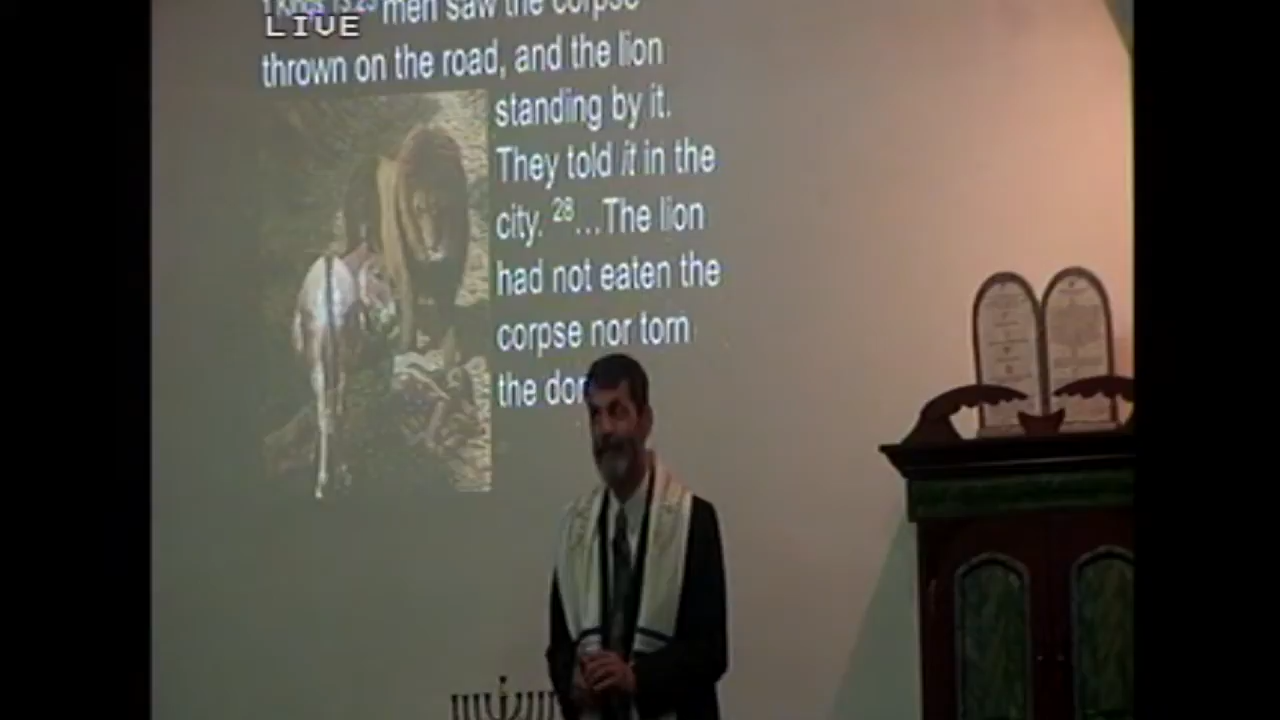 LIVE
men saw the corpse
thrown on the road, and the lion
standing by it.
They told it in the
city. 28...The lion
had not eaten the
corpse nor torn
the don